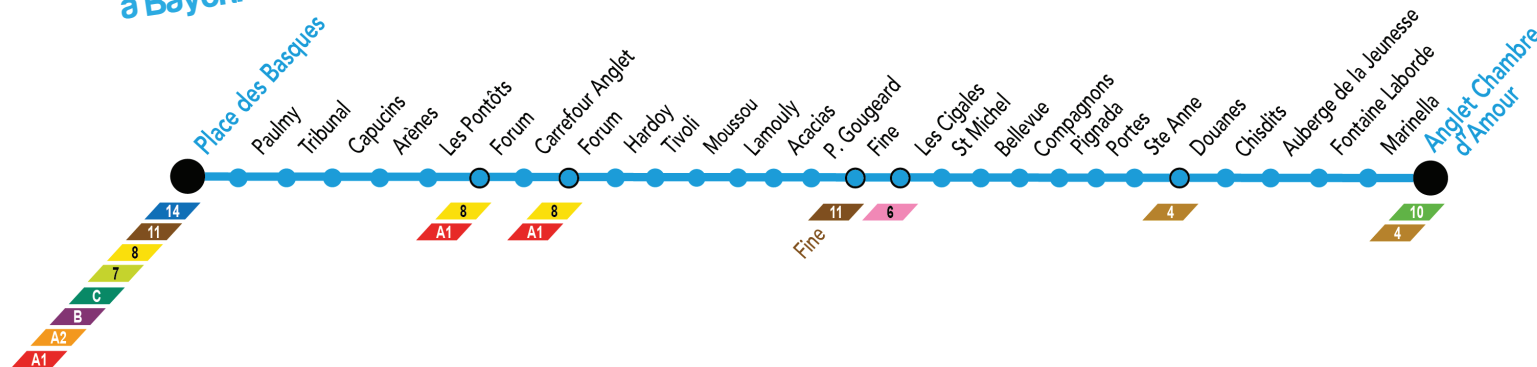 Place des Basques
Paulmy
Tribunal
Capucins
Arènes
Les Pontôts
Forum
Carrefour Anglet
Forum
Hardoy
Tivoli
Moussou
Lamouly
Acacias
P. Gougeard
Fine
Les Cigales
St Michel
Bellevue
Compagnons
Pignada
Portes
Ste Anne
Douanes
Chisdits
Auberge de la Jeunesse
Fontaine Laborde
Marinella
Anglet Chambre
d'Amour
14
11
8
7
C
B
A2
A1
8
A1
8
A1
11
Fine
6
4
10
4